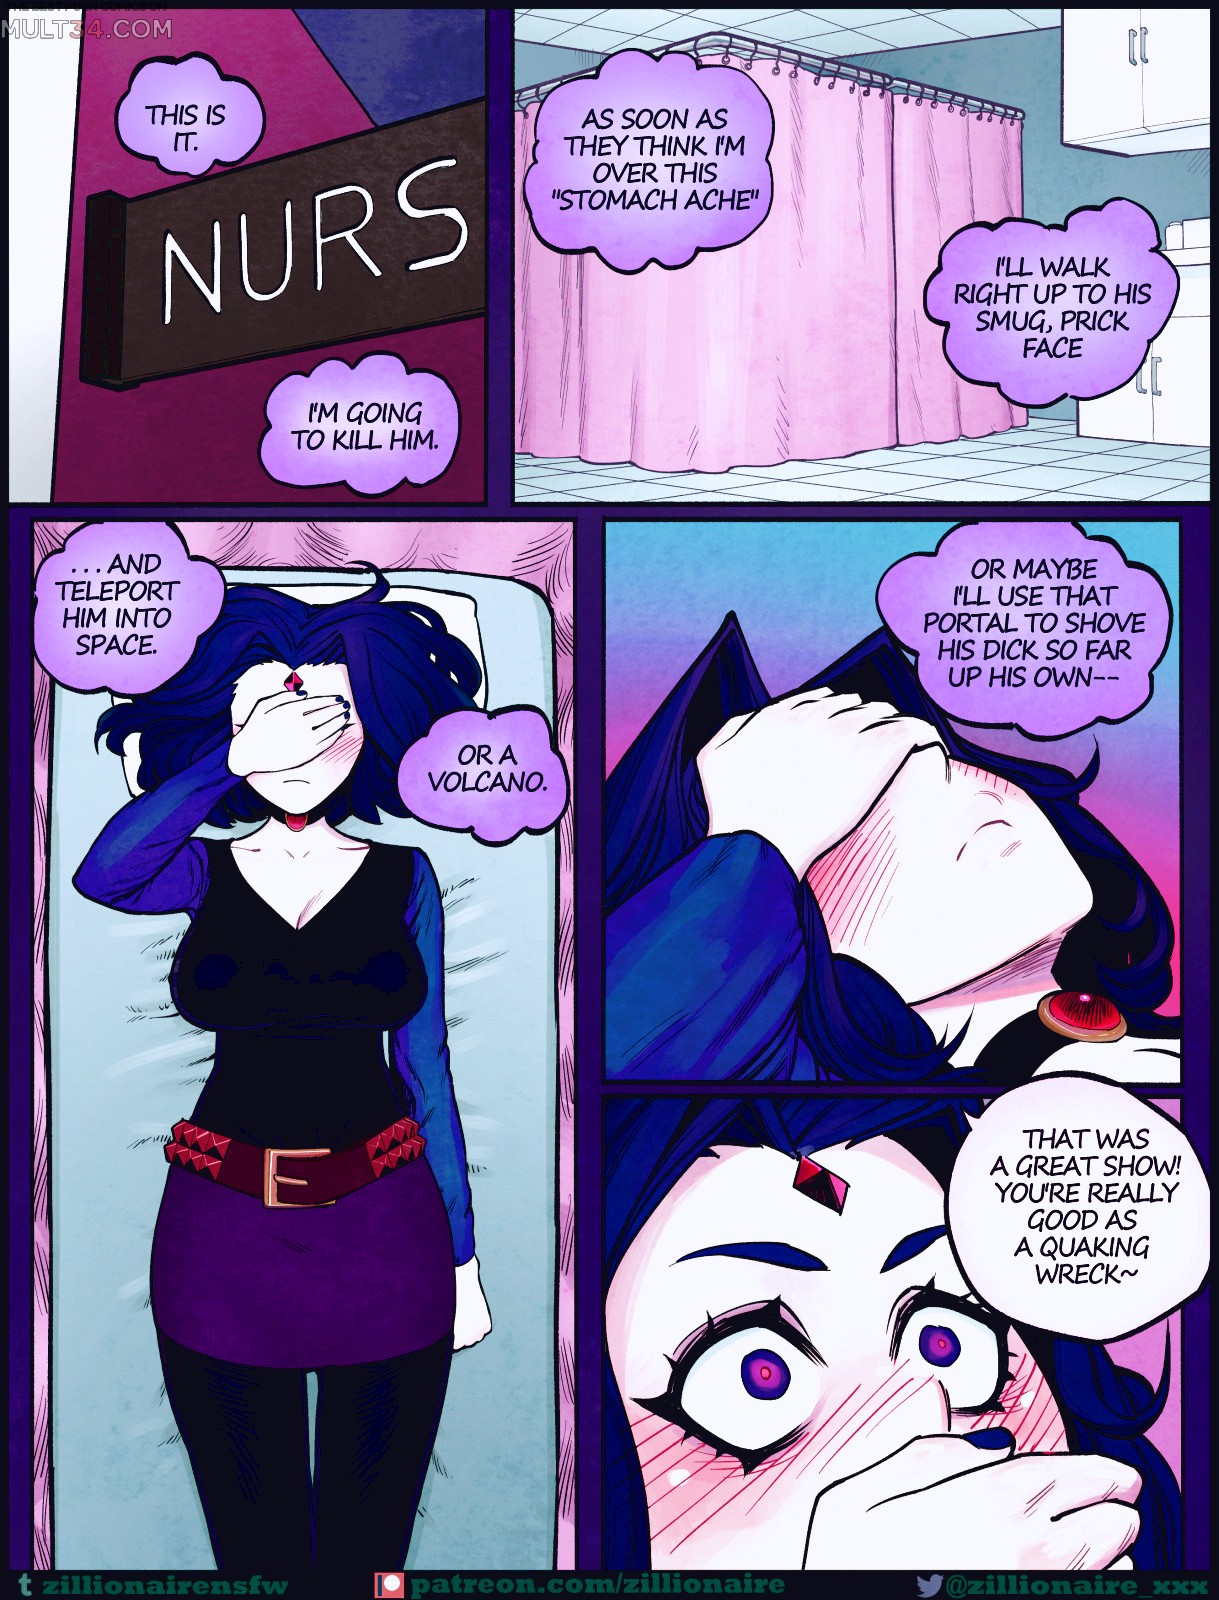 MULT34.COM
THIS IS
IT.
NURS
I'M GOING
TO KILL HIM.
AS SOON AS
THEY THINK I'M
OVER THIS
"STOMACH ACHE"
I'LL WALK
RIGHT UP TO HIS
SMUG, PRICK
FACE
. . . AND
TELEPORT
HIM INTO
SPACE.
OR A
VOLCANO.
OR MAYBE
I'LL USE THAT
PORTAL TO SHOVE
HIS DICK SO FAR
UP HIS OWN--
THAT WAS
A GREAT SHOW!
YOU'RE REALLY
GOOD AS
A QUAKING
WRECK~
t zillionairensfw
patreon.com/zillionaire
@zillionaire_xxx